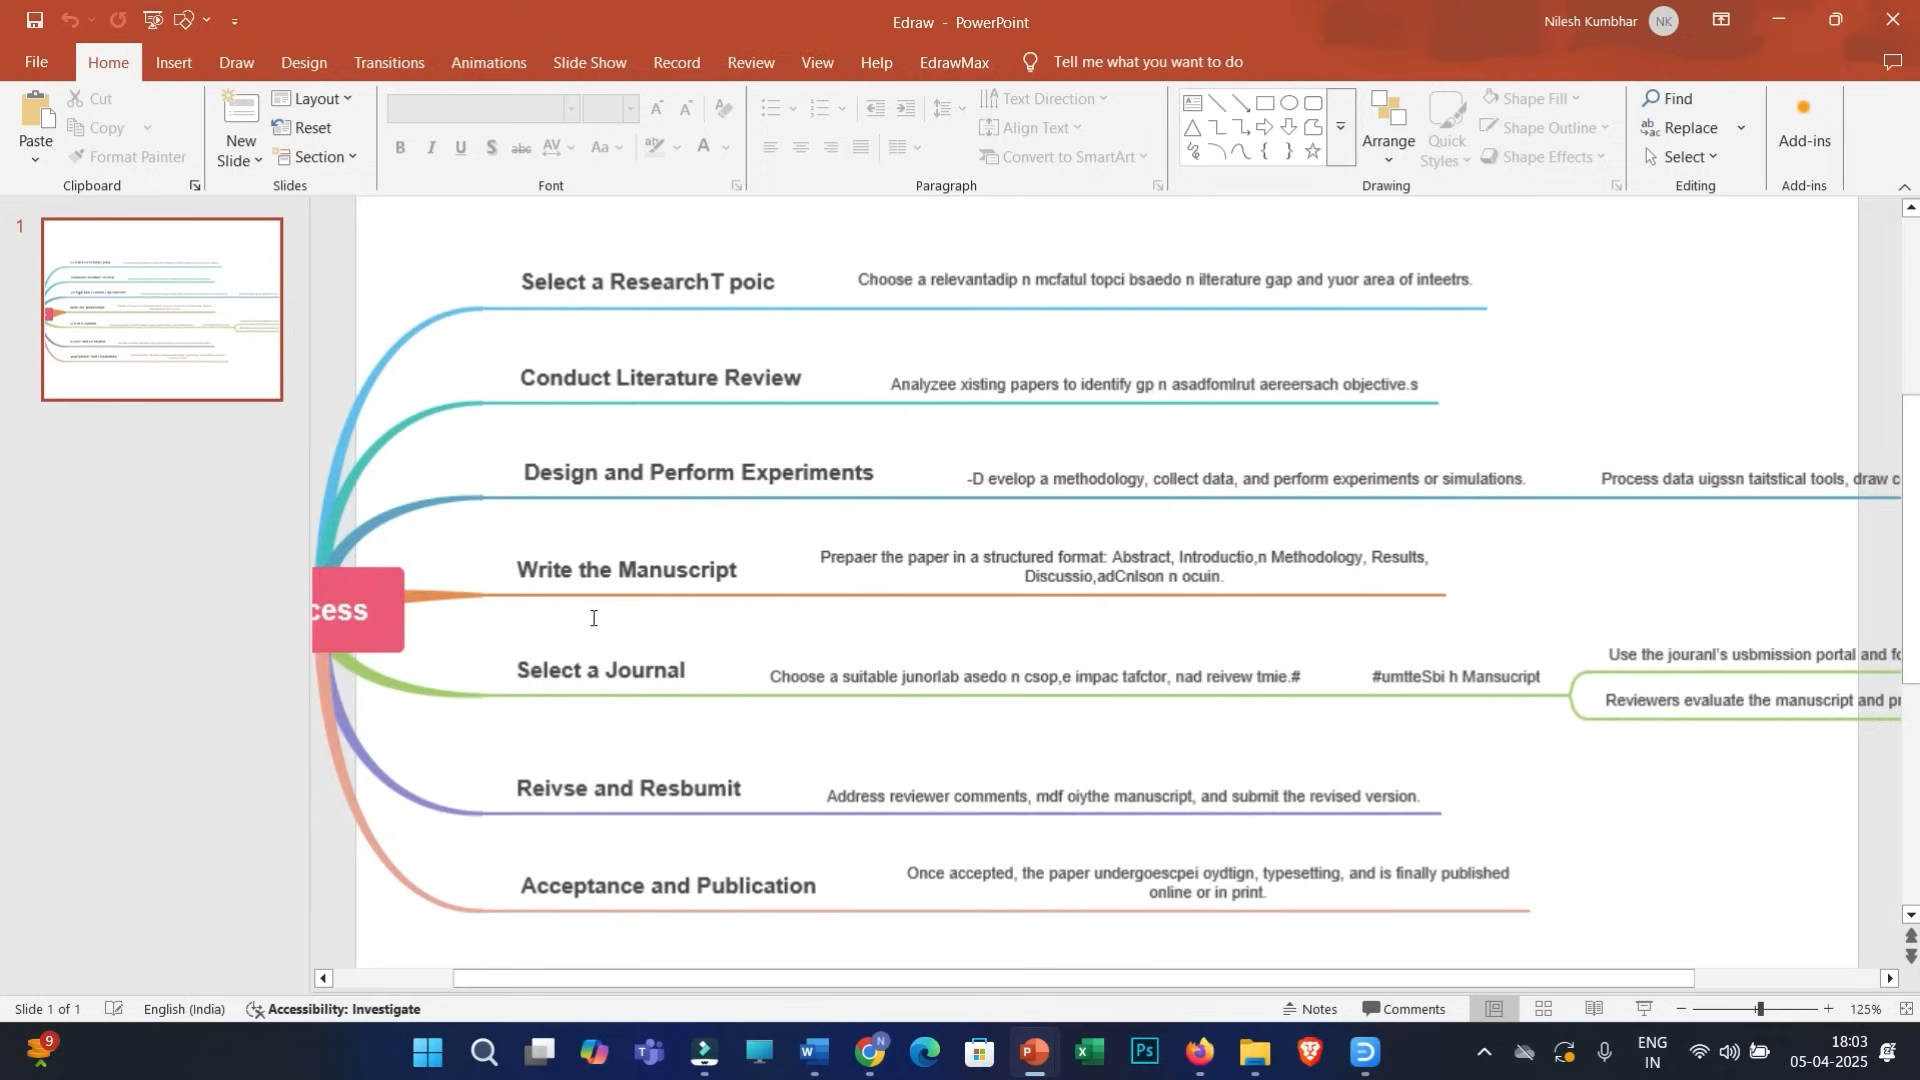 Edraw - PowerPoint
Nilesh Kumbhar NK
File Home Insert Draw Design Transitions Animations Slide Show Record Review View Help EdrawMax Tell me what you want to do
Paste
Cut
Copy
Format Painter
Clipboard
New
Slide
Layout
Reset
Section
Slides
B I U S abc AV Aa A
Font
Text Direction
Align Text
Convert to SmartArt
Paragraph
Arrange
Quick
Styles
Shape Fill
Shape Outline
Shape Effects
Drawing
Find
Replace
Select
Editing
Add-ins
Add-ins
1
Select a ResearchT poic
Choose a relevantadip n mcfatul topci bsaedo n ilterature gap and yuor area of inteetrs.
Conduct Literature Review
Analyzee xisting papers to identify gp n asadfomlrut aereersach objective.s
Design and Perform Experiments
-D evelop a methodology, collect data, and perform experiments or simulations.
Process data uigssn taitstical tools, draw c
Write the Manuscript
Prepaer the paper in a structured format: Abstract, Introductio,n Methodology, Results,
Discussio,adCnlson n ocuin.
cess
Select a Journal
Choose a suitable junorlab asedo n csop,e impac tafctor, nad reivew tmie.#
#umtteSbi h Mansucript
Use the jouranl's usbmission portal and fo
Reviewers evaluate the manuscript and pr
Reivse and Resbumit
Address reviewer comments, mdf oiythe manuscript, and submit the revised version.
Acceptance and Publication
Once accepted, the paper undergoescpei oydtign, typesetting, and is finally published
online or in print.
Slide 1 of 1 English (India) Accessibility: Investigate Notes Comments 125%
9
ENG
IN
18:03
05-04-2025